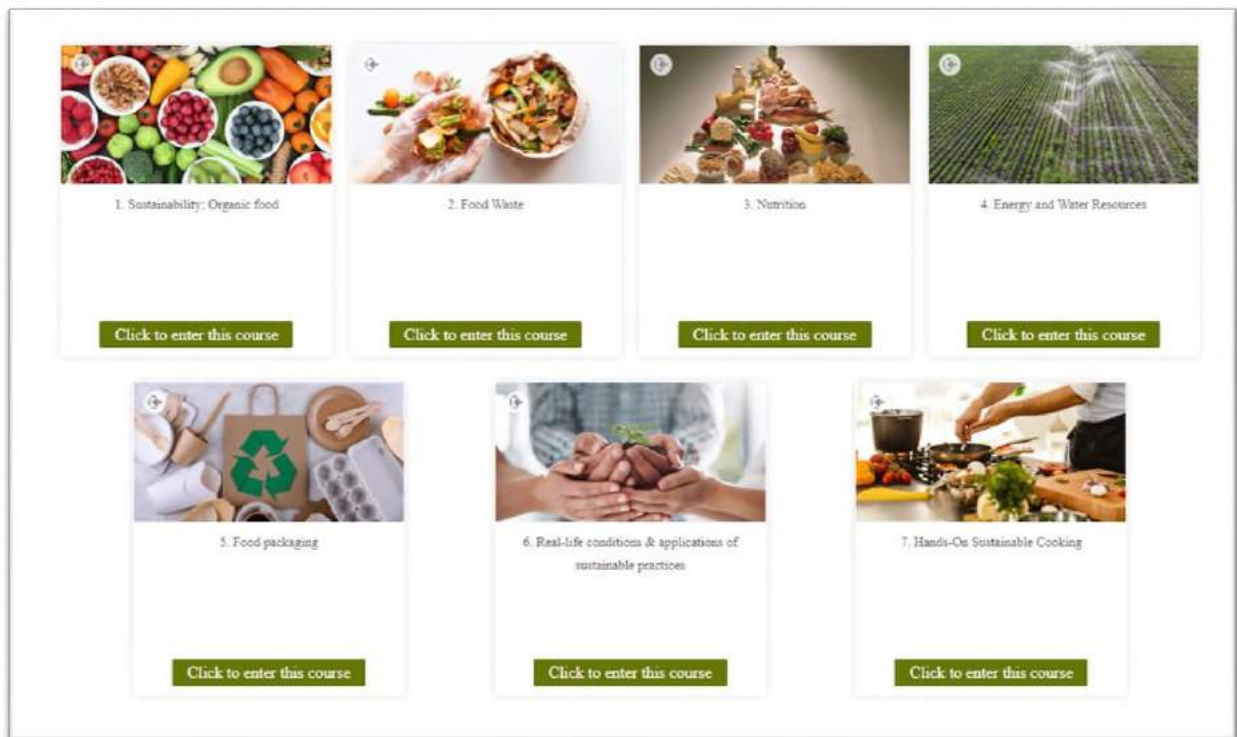 1. Sustainability; Organic food
2. Food Waste
3. Nutrition
4. Energy and Water Resources
Click to enter this course
Click to enter this course
Click to enter this course
Click to enter this course
5. Food packaging
6. Real-life conditions & applications of
sustainable practices
7. Hands-On Sustainable Cooking
Click to enter this course
Click to enter this course
Click to enter this course